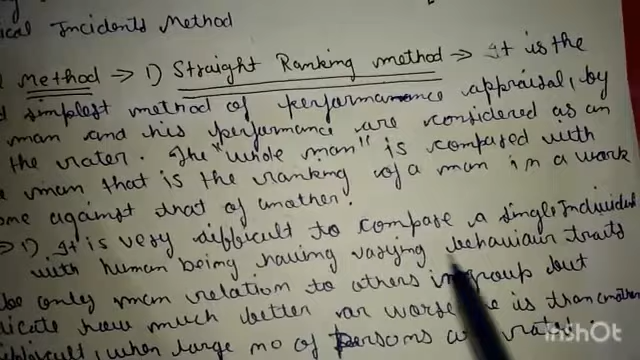 ical Incidents Method
Method → 1) Straight Ranking method → It is the
simplest method of performance appraisal, by
man and his performance are considered as an
the rater. The "whole man" is compared with
man that is the ranking of a man in a work
against that of another.
→ 1) It is very difficult to compare a single Individual
with human being having varying behaviour traits
only man relation to others in group but
dicate how much better or worse is than another
when large no of Persons are
InShOt